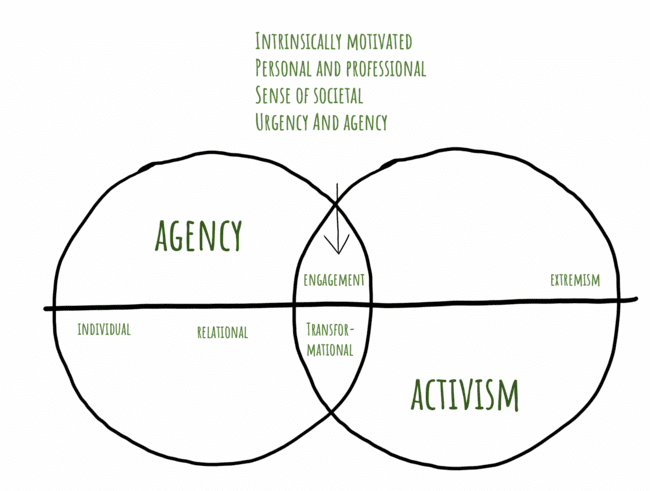 Intrinsically motivated
Personal and professional
Sense of societal
Urgency And agency
AGENCY
ENGAGEMENT
EXTREMISM
INDIVIDUAL
RELATIONAL
TRANSFOR-
MATIONAL
ACTIVISM